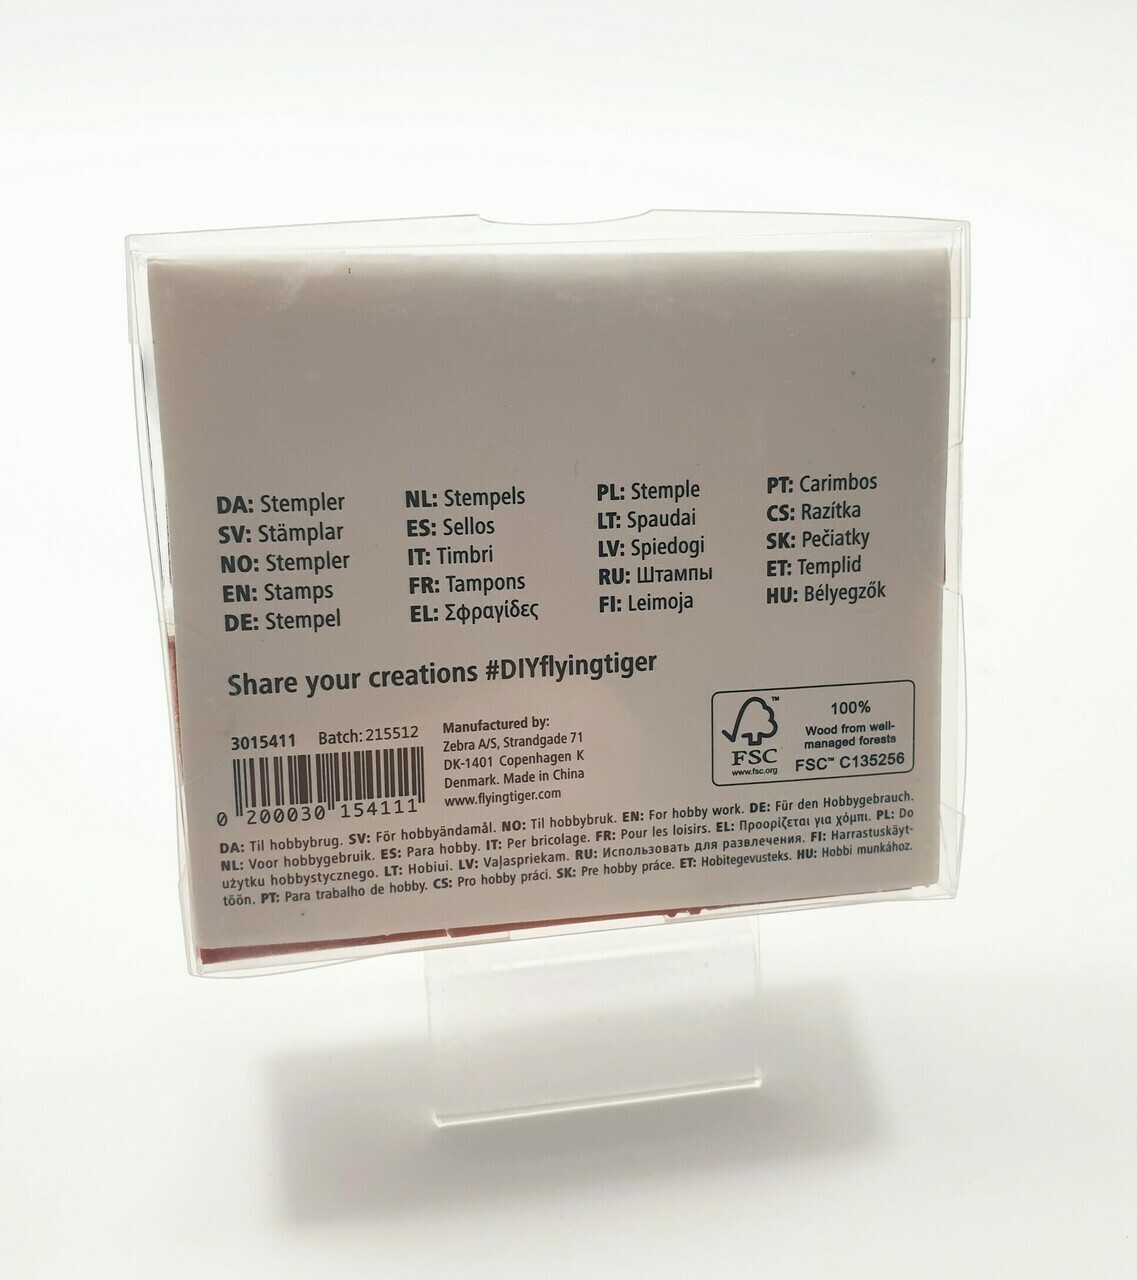 DA: Stempler
SV: Stämplar
NO: Stempler
EN: Stamps
DE: Stempel
NL: Stempels
ES: Sellos
IT: Timbri
FR: Tampons
EL: Σφραγίδες
PL: Stemple
LT: Spaudai
LV: Spiedogi
RU: Штампы
FI: Leimoja
PT: Carimbos
CS: Razítka
SK: Pečiatky
ET: Templid
HU: Bélyegzők
Share your creations #DIYflyingtiger
3015411 Batch: 215512
0 200030 154111
Manufactured by:
Zebra A/S, Strandgade 71
DK-1401 Copenhagen K
Denmark. Made in China
www.flyingtiger.com
FSC
www.fsc.org
™
100%
Wood from well-
managed forests
FSC™ C135256
DA: Til hobbybrug. SV: För hobbyändamål. NO: Til hobbybruk. EN: For hobby work. DE: Für den Hobbygebrauch.
NL: Voor hobbygebruik. ES: Para hobby. IT: Per bricolage. FR: Pour les loisirs. EL: Προορίζεται για χόμπι. PL: Do
użytku hobbystycznego. LT: Hobiui. LV: Vaļaspriekam. RU: Использовать для развлечения. FI: Harrastuskäyt-
töön. PT: Para trabalho de hobby. CS: Pro hobby práci. SK: Pre hobby práce. ET: Hobitegevusteks. HU: Hobbi munkához.